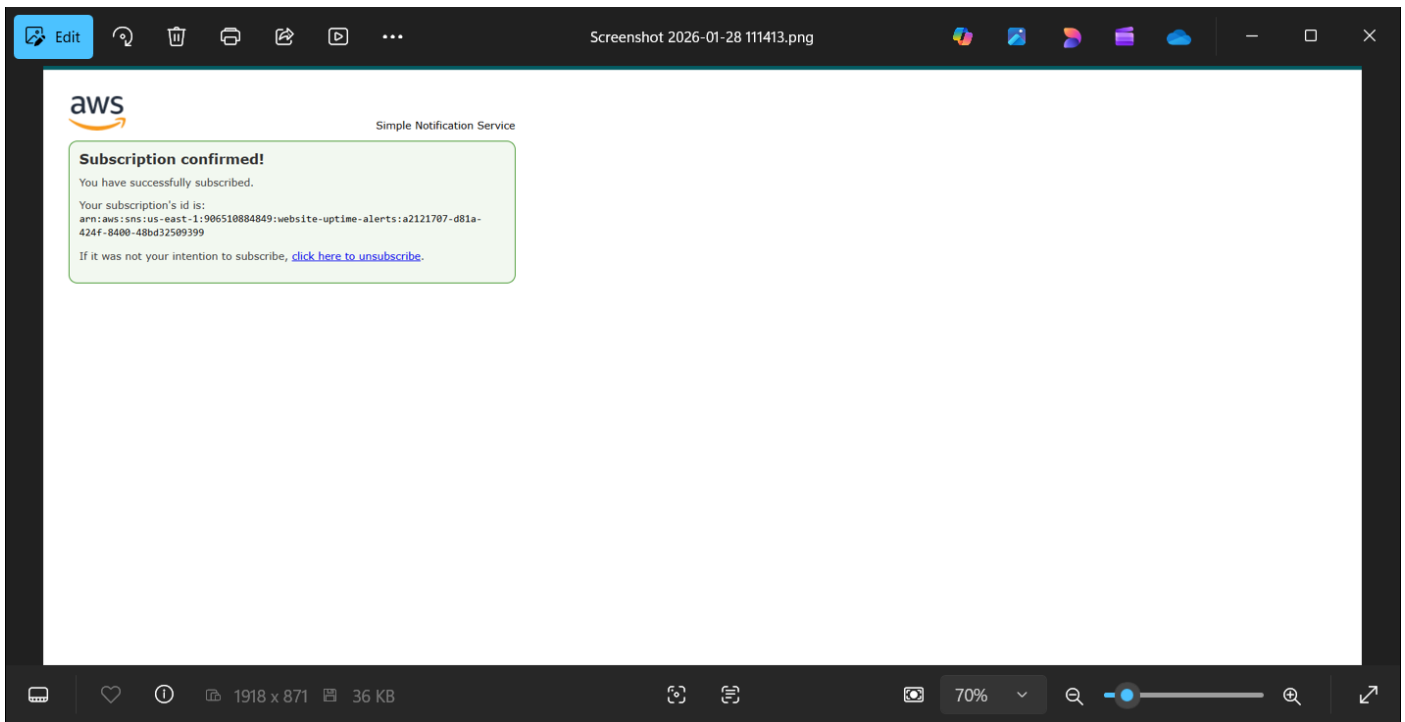 Edit
Screenshot 2026-01-28 111413.png
aws
Simple Notification Service
Subscription confirmed!
You have successfully subscribed.
Your subscription's id is:
arn:aws:sns:us-east-1:906510884849:website-uptime-alerts:a2121707-d81a-
424f-8400-48bd32509399
If it was not your intention to subscribe, click here to unsubscribe.
1918 x 871 36 KB
70%